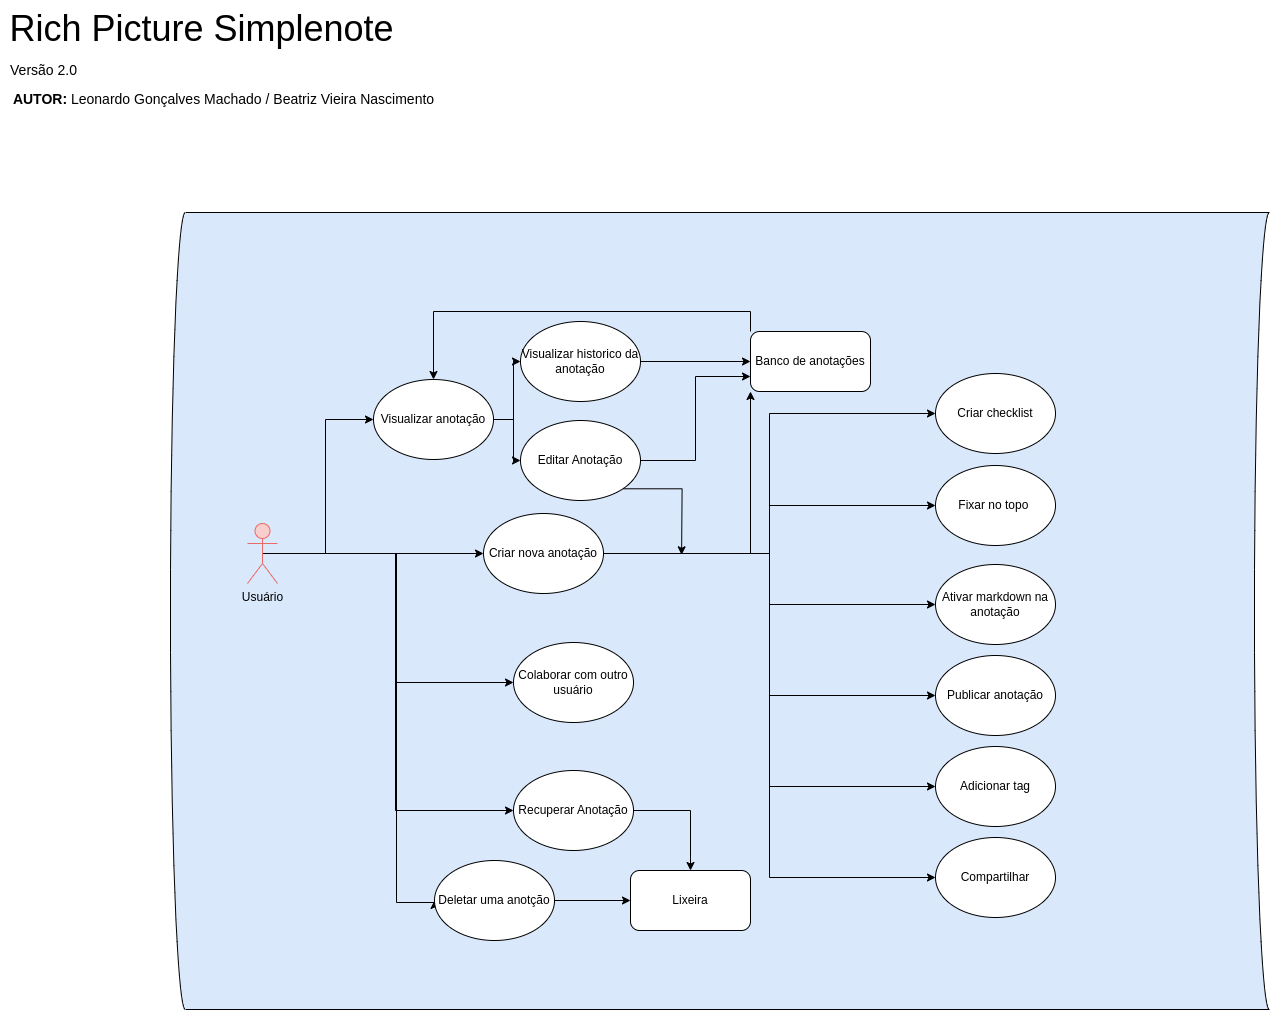 Rich Picture Simplenote
Versão 2.0
AUTOR: Leonardo Gonçalves Machado / Beatriz Vieira Nascimento
Visualizar historico da
anotação
Banco de anotações
Visualizar anotação
Criar checklist
Editar Anotação
Fixar no topo
Criar nova anotação
Usuário
Ativar markdown na
anotação
Colaborar com outro
usuário
Publicar anotação
Adicionar tag
Recuperar Anotação
Compartilhar
Deletar uma anotção
Lixeira